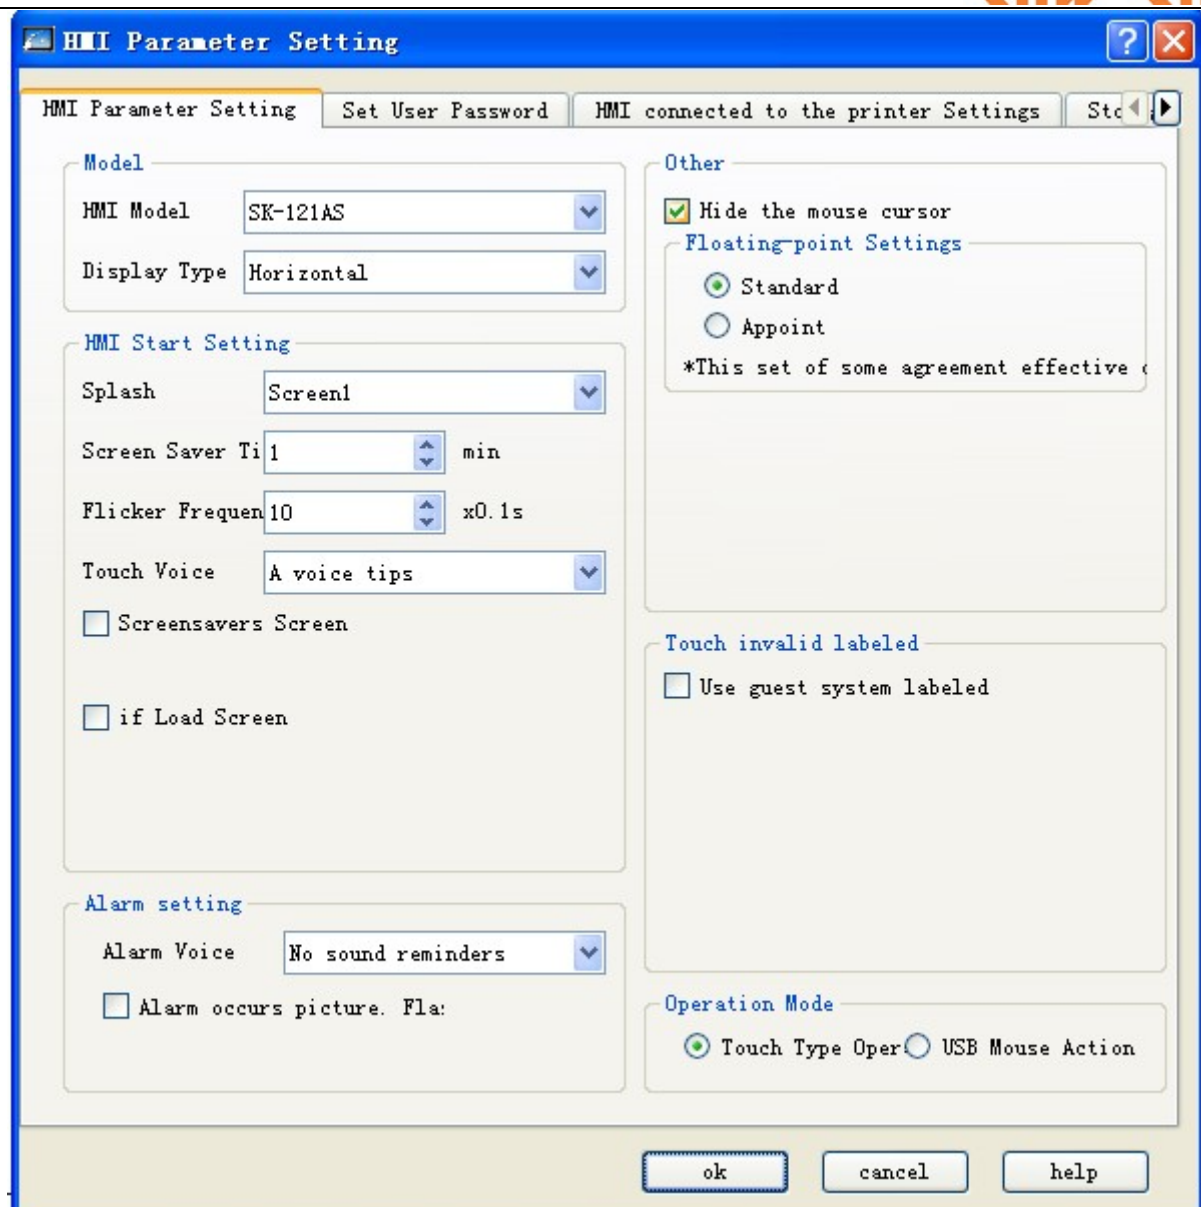 HMI Parameter Setting
HMI Parameter Setting
Set User Password
HMI connected to the printer Settings
Model
HMI Model
SK-121AS
Display Type
Horizontal
HMI Start Setting
Splash
Screen1
Screen Saver Ti
1
min
Flicker Frequen
10
x0.1s
Touch Voice
A voice tips
Screensavers Screen
if Load Screen
Alarm setting
Alarm Voice
No sound reminders
Alarm occurs picture. Fla:
Other
Hide the mouse cursor
Floating-point Settings
Standard
Appoint
*This set of some agreement effective
Touch invalid labeled
Use guest system labeled
Operation Mode
Touch Type Oper
USB Mouse Action
ok
cancel
help